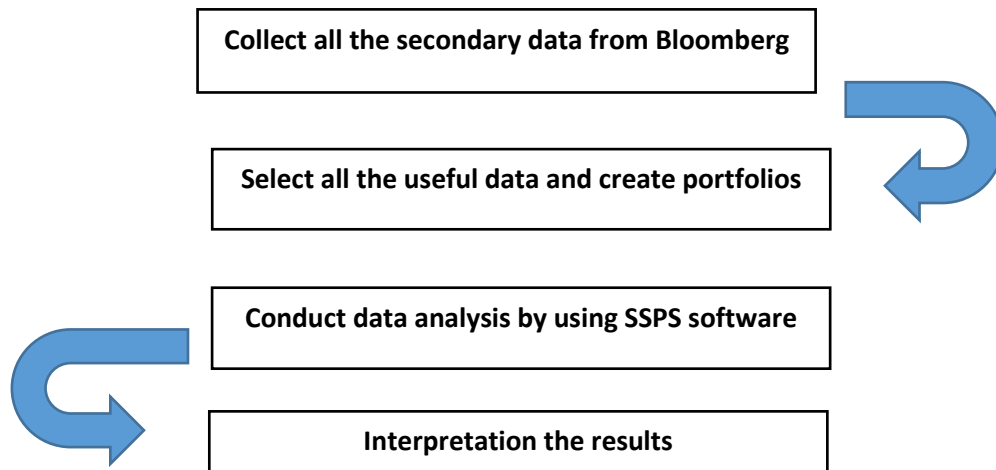 Collect all the secondary data from Bloomberg
Select all the useful data and create portfolios
Conduct data analysis by using SSPS software
Interpretation the results